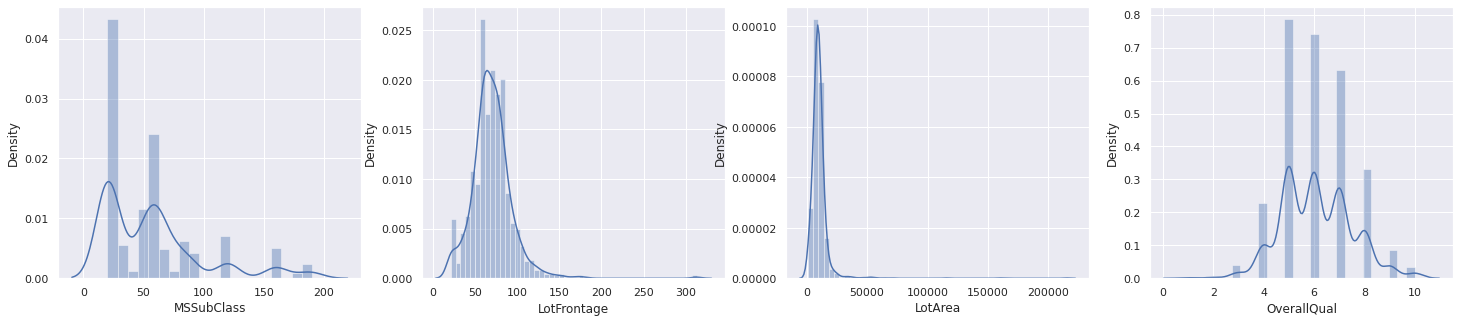 Density
0.04
0.03
0.02
0.01
0.00
0 50 100 150 200
MSSubClass
Density
0.025
0.020
0.015
0.010
0.005
0.000
0 50 100 150 200 250 300
LotFrontage
Density
0.00010
0.00008
0.00006
0.00004
0.00002
0.00000
0 50000 100000 150000 200000
LotArea
Density
0.8
0.7
0.6
0.5
0.4
0.3
0.2
0.1
0.0
0 2 4 6 8 10
OverallQual